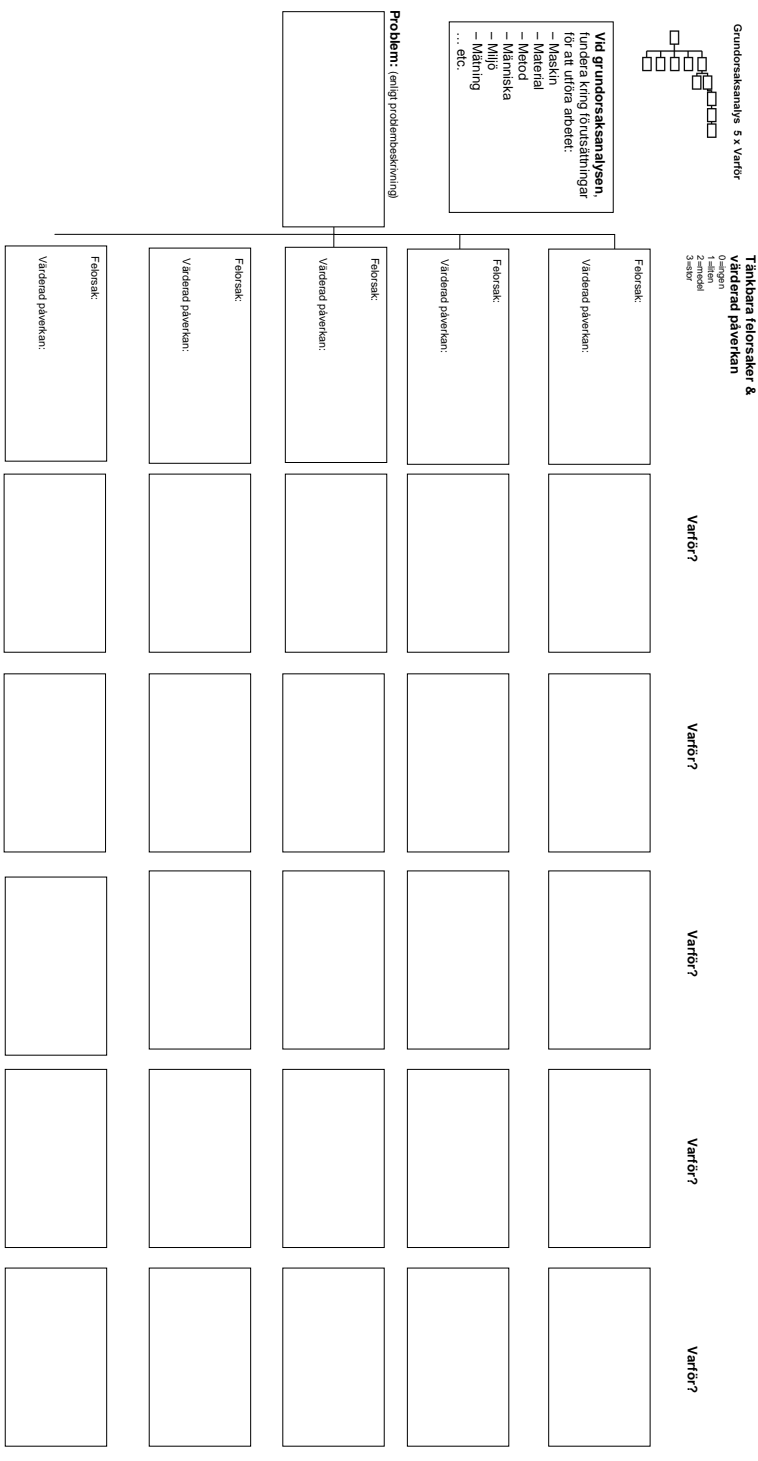 Grundorsaksanalys 5 x Varför
Vid grundorsaksanalysen,
fundera kring förutsättningar
för att utföra arbetet:
– Maskin
– Material
– Metod
– Människa
– Miljö
– Mätning
… etc.
Problem: (enligt problembeskrivning)
Tänkbara felorsaker &
värderad påverkan
0=ingen
1=liten
2=medel
3=stor
Varför?
Varför?
Varför?
Varför?
Varför?
Felorsak:
Värderad påverkan:
Felorsak:
Värderad påverkan:
Felorsak:
Värderad påverkan:
Felorsak:
Värderad påverkan:
Felorsak:
Värderad påverkan: